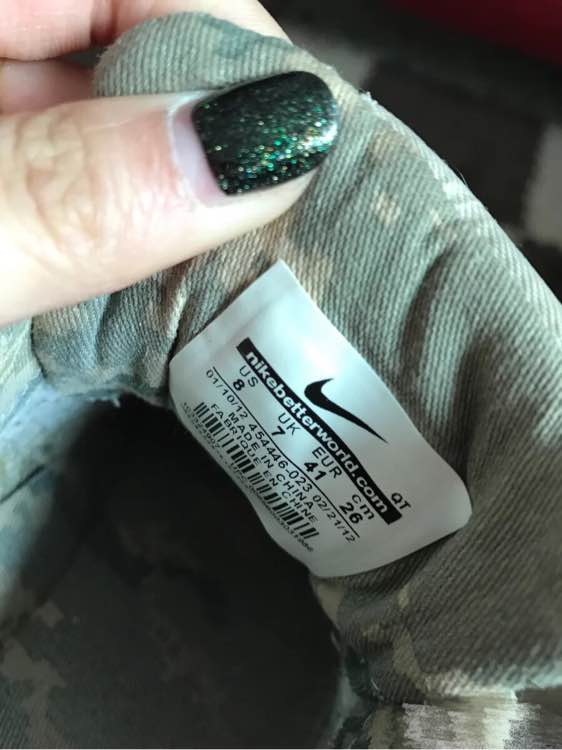 nikebetterworld.com QT
US UK EUR cm
8 7 41 26
01/10/12 454446-023 02/21/12
MADE IN CHINA
FABRIQUE EN CHINE